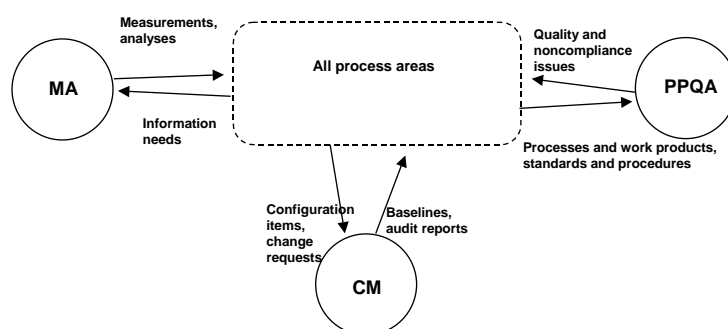 Measurements,
analyses
MA
Information
needs
All process areas
Quality and
noncompliance
issues
PPQA
Processes and work products,
standards and procedures
Configuration
items,
change
requests
Baselines,
audit reports
CM